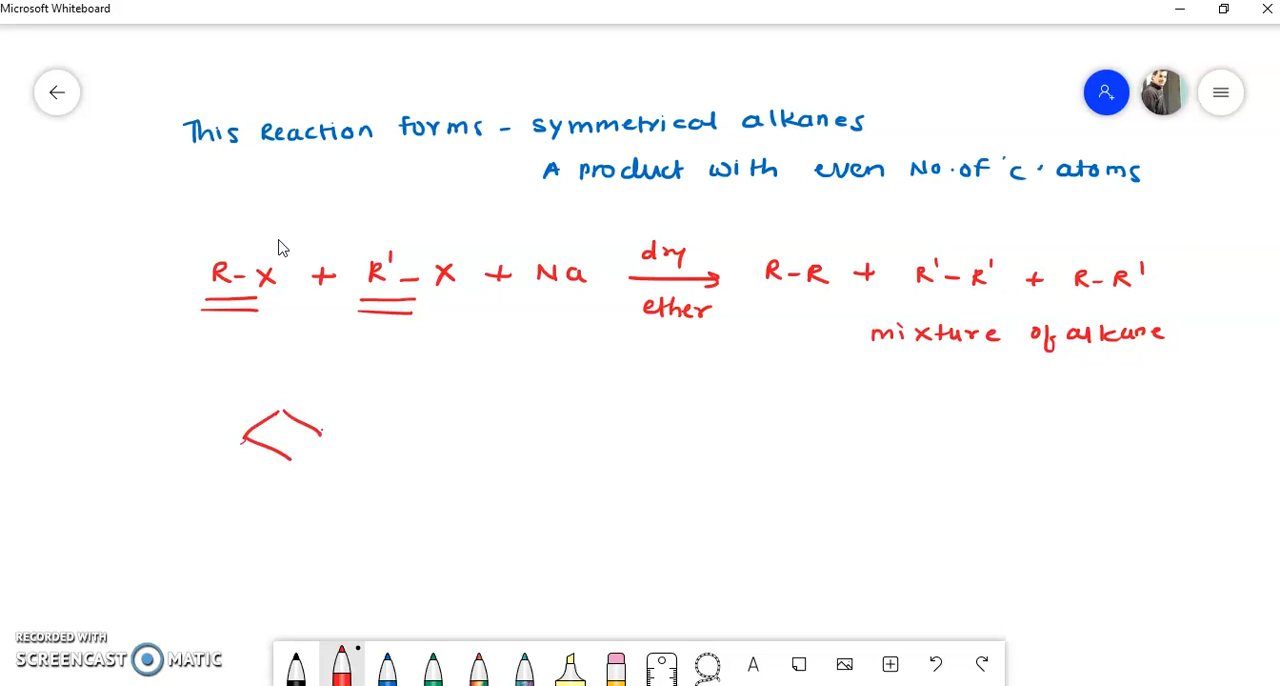 Microsoft Whiteboard
This Reaction forms - symmetrical alkanes
A product with even No. of 'c' atoms
R-X + R'-X + Na dry ether → R-R + R'-R' + R-R'
mixture of alkane
RECORDED WITH
SCREENCAST MATIC